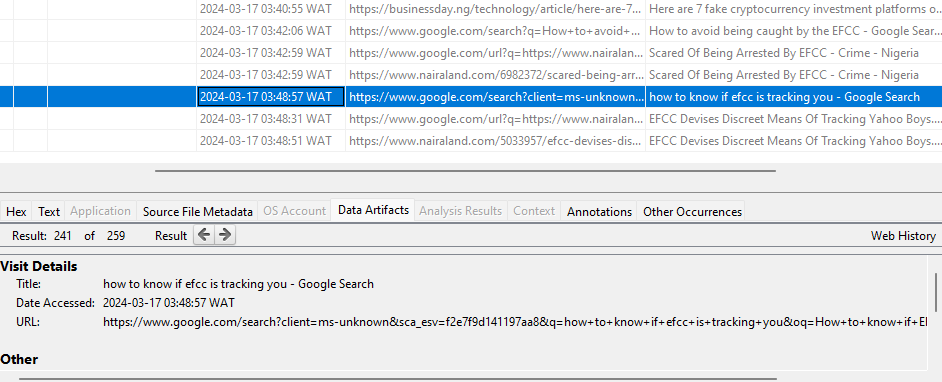 2024-03-17 03:40:55 WAT https://businessday.ng/technology/article/here-are-7... Here are 7 fake cryptocurrency investment platforms o...
2024-03-17 03:42:06 WAT https://www.google.com/search?q=How+to+avoid+... How to avoid being caught by the EFCC - Google Sear...
2024-03-17 03:42:59 WAT https://www.google.com/url?q=https://www.nairalan... Scared Of Being Arrested By EFCC - Crime - Nigeria
2024-03-17 03:42:59 WAT https://www.nairaland.com/6982372/scared-being-arr... Scared Of Being Arrested By EFCC - Crime - Nigeria
2024-03-17 03:48:57 WAT https://www.google.com/search?client=ms-unknown... how to know if efcc is tracking you - Google Search
2024-03-17 03:48:31 WAT https://www.google.com/url?q=https://www.nairalan... EFCC Devises Discreet Means Of Tracking Yahoo Boys....
2024-03-17 03:48:51 WAT https://www.nairaland.com/5033957/efcc-devises-dis... EFCC Devises Discreet Means Of Tracking Yahoo Boys....
Hex Text Application Source File Metadata OS Account Data Artifacts Analysis Results Context Annotations Other Occurrences
Result: 241 of 259 Result Web History
Visit Details
Title: how to know if efcc is tracking you - Google Search
Date Accessed: 2024-03-17 03:48:57 WAT
URL: https://www.google.com/search?client=ms-unknown&sca_esv=f2e7f9d141197aa8&q=how+to+know+if+efcc+is+tracking+you&oq=How+to+know+if+E
Other